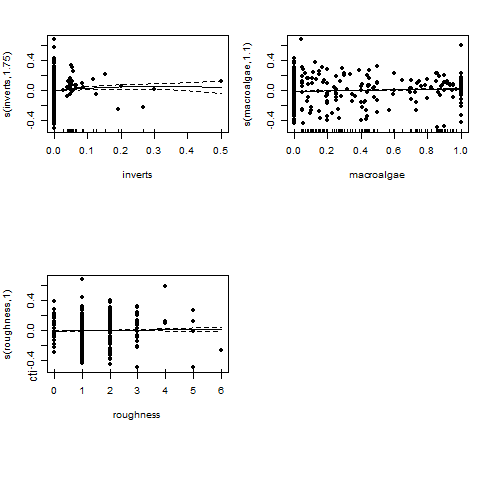 s(inverts,1.75)
-0.4 0.0 0.4
0.0 0.1 0.2 0.3 0.4 0.5
inverts
s(macroalgae,1.1)
-0.4 0.0 0.4
0.0 0.2 0.4 0.6 0.8 1.0
macroalgae
s(roughness,1)
cti
-0.4 0.0 0.4
0 1 2 3 4 5 6
roughness